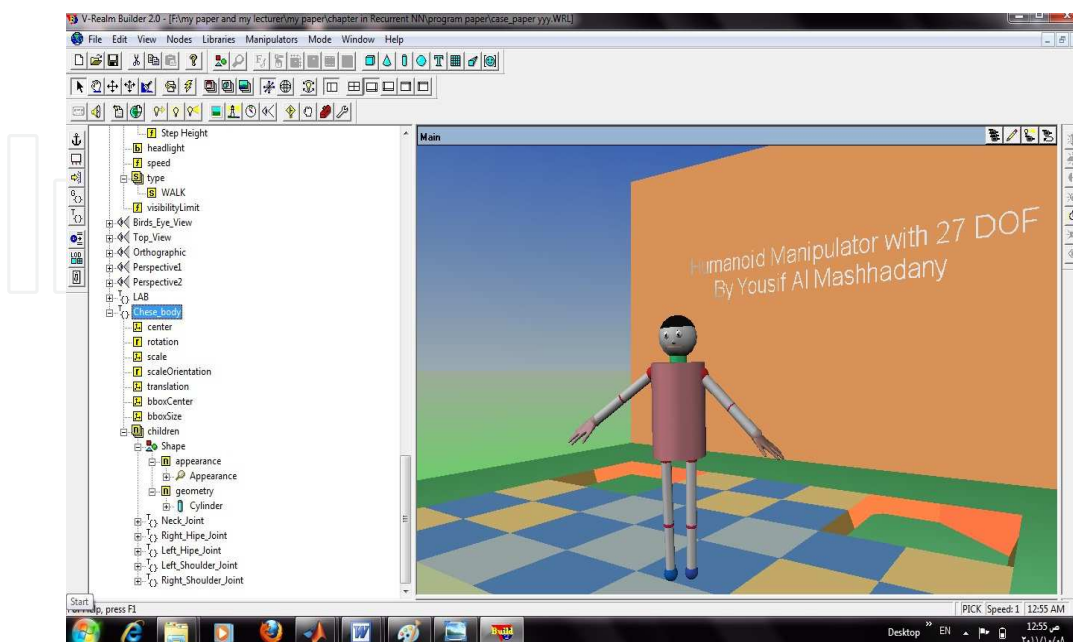 V-Realm Builder 2.0 - [F:\my paper and my lecturer\my paper\chapter in Recurrent NN\program paper\case_paper yyy.WRL]
File Edit View Nodes Libraries Manipulators Mode Window Help
Step Height
headlight
speed
type
WALK
visibilityLimit
Birds_Eye_View
Top_View
Orthographic
Perspective1
Perspective2
LAB
Chese_body
center
rotation
scale
scaleOrientation
translation
bboxCenter
bboxSize
children
Shape
appearance
Appearance
geometry
Cylinder
Neck_Joint
Right_Hipe_Joint
Left_Hipe_Joint
Left_Shoulder_Joint
Right_Shoulder_Joint
Main
Humanoid Manipulator with 27 DOF
By Yousif Al Mashhadany
Start
Help, press F1
PICK Speed: 1 12:55 AM
Build
Desktop » EN
12:55 ص